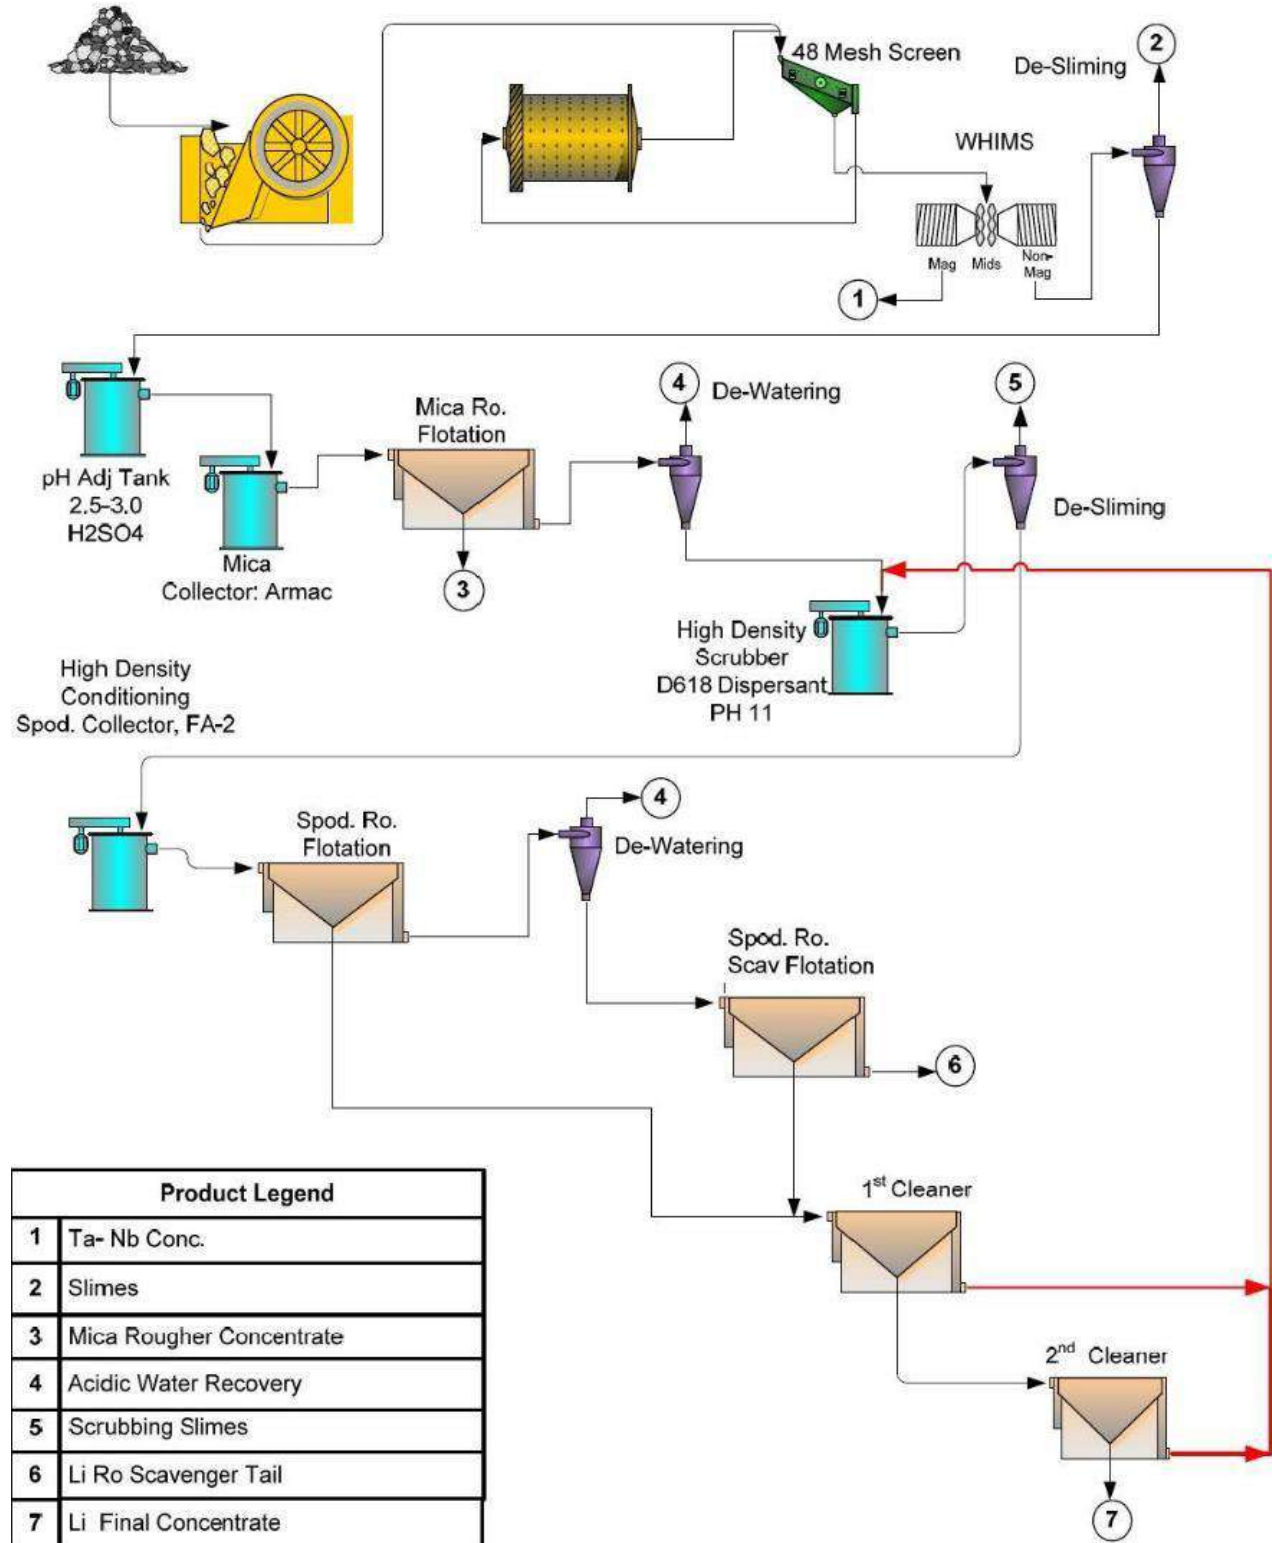 48 Mesh Screen
De-Sliming
2
WHIMS
Mag
Mids
Non-
Mag
1
pH Adj Tank
2.5-3.0
H2SO4
Mica
Collector: Armac
Mica Ro.
Flotation
3
4
De-Watering
5
De-Sliming
High Density
Scrubber
D618 Dispersant
PH 11
High Density
Conditioning
Spod. Collector, FA-2
Spod. Ro.
Flotation
4
De-Watering
Spod. Ro.
Scav Flotation
6
1st Cleaner
2nd Cleaner
7
Product Legend
1 Ta- Nb Conc.
2 Slimes
3 Mica Rougher Concentrate
4 Acidic Water Recovery
5 Scrubbing Slimes
6 Li Ro Scavenger Tail
7 Li Final Concentrate